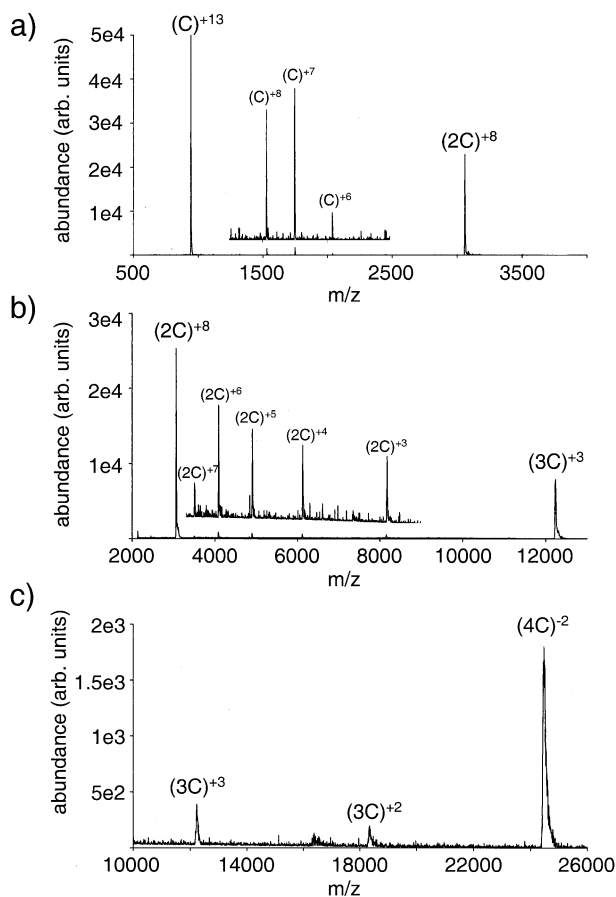 a)
abundance (arb. units)
5e4
4e4
3e4
2e4
1e4
(C)+13
(C)+8
(C)+7
(C)+6
(2C)+8
500
1500
2500
3500
m/z
b)
abundance (arb. units)
3e4
2e4
1e4
(2C)+8
(2C)+7
(2C)+6
(2C)+5
(2C)+4
(2C)+3
(3C)+3
2000
4000
6000
8000
10000
12000
m/z
c)
abundance (arb. units)
2e3
1.5e3
1e3
5e2
(3C)+3
(3C)+2
(4C)-2
10000
14000
18000
22000
26000
m/z